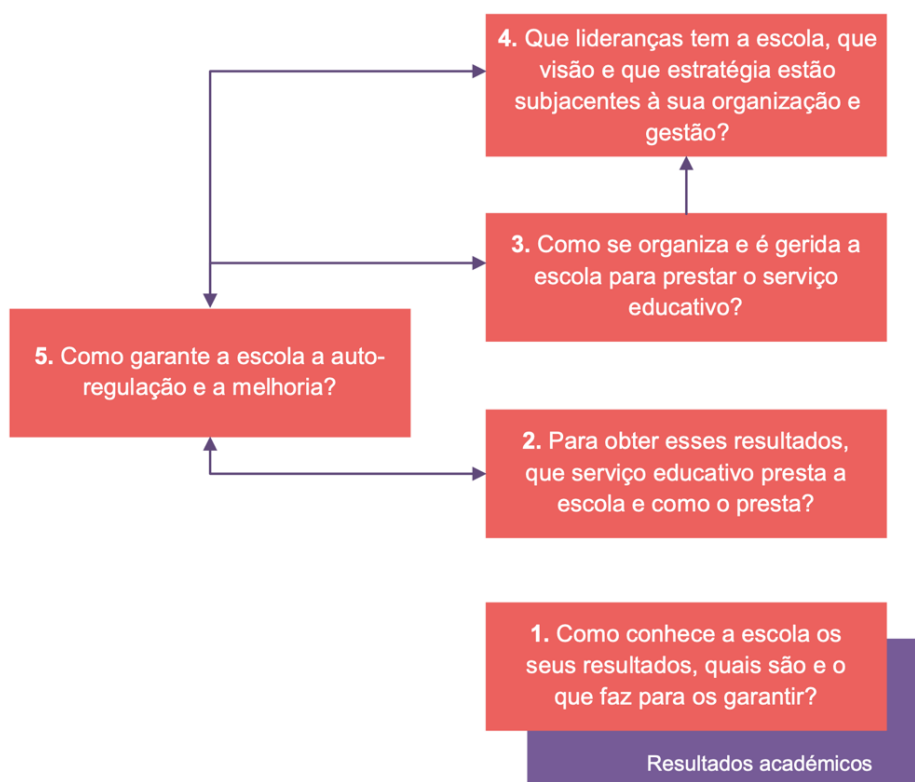 4. Que lideranças tem a escola, que
visão e que estratégia estão
subjacentes à sua organização e
gestão?
3. Como se organiza e é gerida a
escola para prestar o serviço
educativo?
5. Como garante a escola a auto-
regulação e a melhoria?
2. Para obter esses resultados,
que serviço educativo presta a
escola e como o presta?
1. Como conhece a escola os
seus resultados, quais são e o
que faz para os garantir?
Resultados académicos